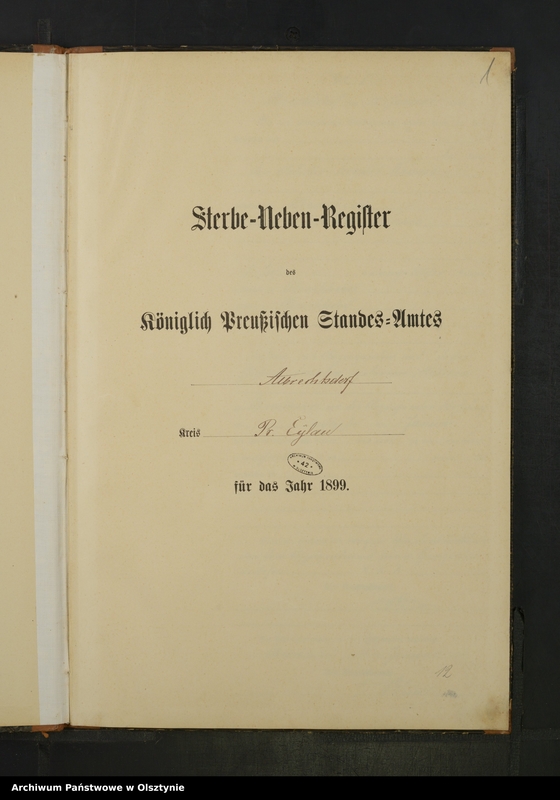 1
Sterbe-Neben-Register
des
Königlich Preußischen Standes-Amtes
Albrechtsdorf
Kreis Pr. Eylau
42
für das Jahr 1899.
12
Archiwum Państwowe w Olsztynie